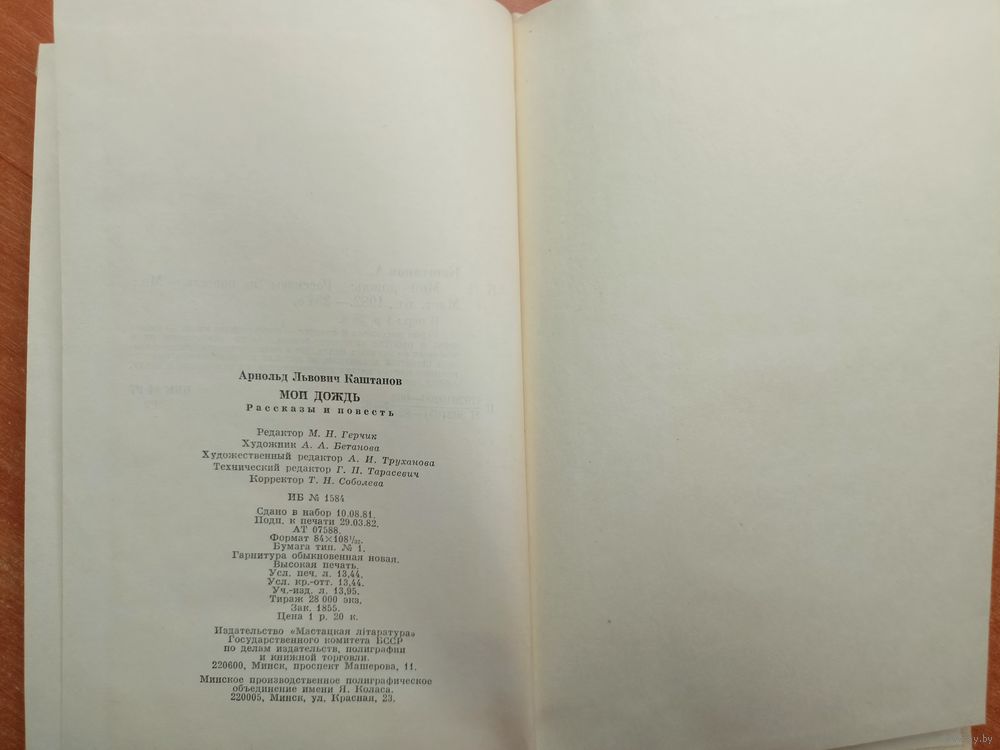 Арнольд Львович Каштанов
МОЙ ДОЖДЬ
Рассказы и повесть
Редактор М. Н. Герчик
Художник А. А. Бетанова
Художественный редактор А. И. Труханова
Технический редактор Г. П. Тарасевич
Корректор Т. Н. Соболева
ИБ № 1584
Сдано в набор 10.08.81.
Подп. к печати 29.03.82.
АТ 07588.
Формат 84×108¹/₃₂.
Бумага тип. № 1.
Гарнитура обыкновенная новая.
Высокая печать.
Усл. печ. л. 13,44.
Усл. кр.-отт. 13,44.
Уч.-изд. л. 13,95.
Тираж 28 000 экз.
Зак. 1855.
Цена 1 р. 20 к.
Издательство «Мастацкая літаратура»
Государственного комитета БССР
по делам издательств, полиграфии
и книжной торговли.
220600, Минск, проспект Машерова, 11.
Минское производственное полиграфическое
объединение имени Я. Коласа.
220005, Минск, ул. Красная, 23.